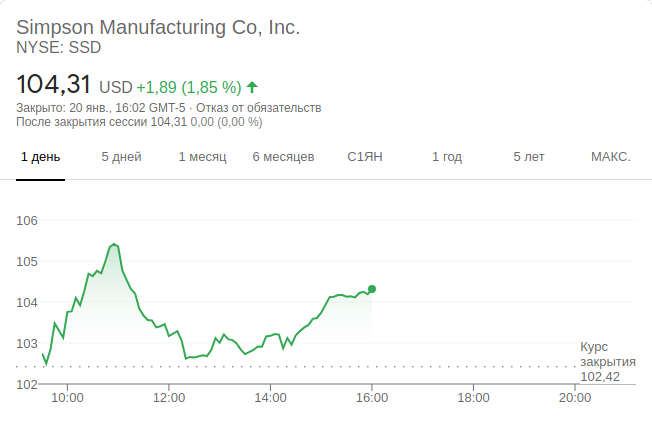 Simpson Manufacturing Co, Inc.
NYSE: SSD
104,31 USD +1,89 (1,85 %)
Закрыто: 20 янв., 16:02 GMT-5 · Отказ от обязательств
После закрытия сессии 104,31 0,00 (0,00 %)
1 день 5 дней 1 месяц 6 месяцев С1ЯН 1 год 5 лет МАКС.
106
105
104
103
Курс
закрытия
102,42
102
10:00 12:00 14:00 16:00 18:00 20:00